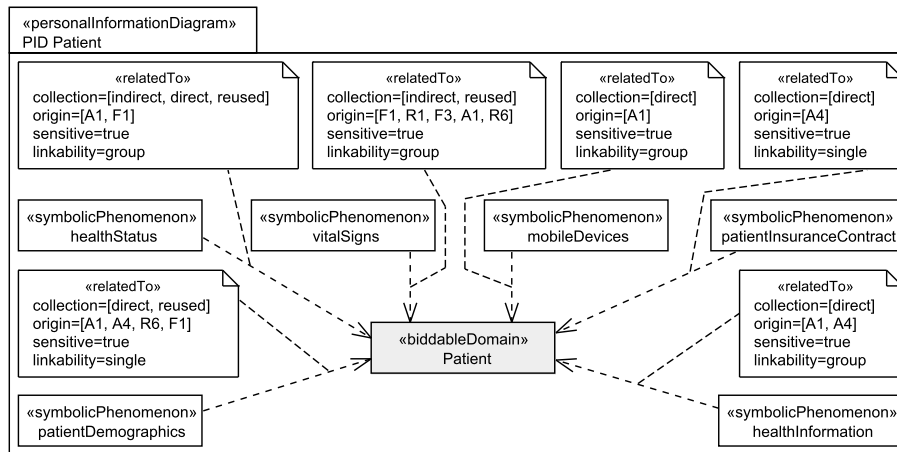 «personalInformationDiagram»
PID Patient
«relatedTo»
collection=[indirect, direct, reused]
origin=[A1, F1]
sensitive=true
linkability=group
«relatedTo»
collection=[indirect, reused]
origin=[F1, R1, F3, A1, R6]
sensitive=true
linkability=group
«relatedTo»
collection=[direct]
origin=[A1]
sensitive=true
linkability=group
«relatedTo»
collection=[direct]
origin=[A4]
sensitive=true
linkability=single
«symbolicPhenomenon»
healthStatus
«symbolicPhenomenon»
vitalSigns
«symbolicPhenomenon»
mobileDevices
«symbolicPhenomenon»
patientInsuranceContract
«relatedTo»
collection=[direct, reused]
origin=[A1, A4, R6, F1]
sensitive=true
linkability=single
«biddableDomain»
Patient
«relatedTo»
collection=[direct]
origin=[A1, A4]
sensitive=true
linkability=group
«symbolicPhenomenon»
patientDemographics
«symbolicPhenomenon»
healthInformation